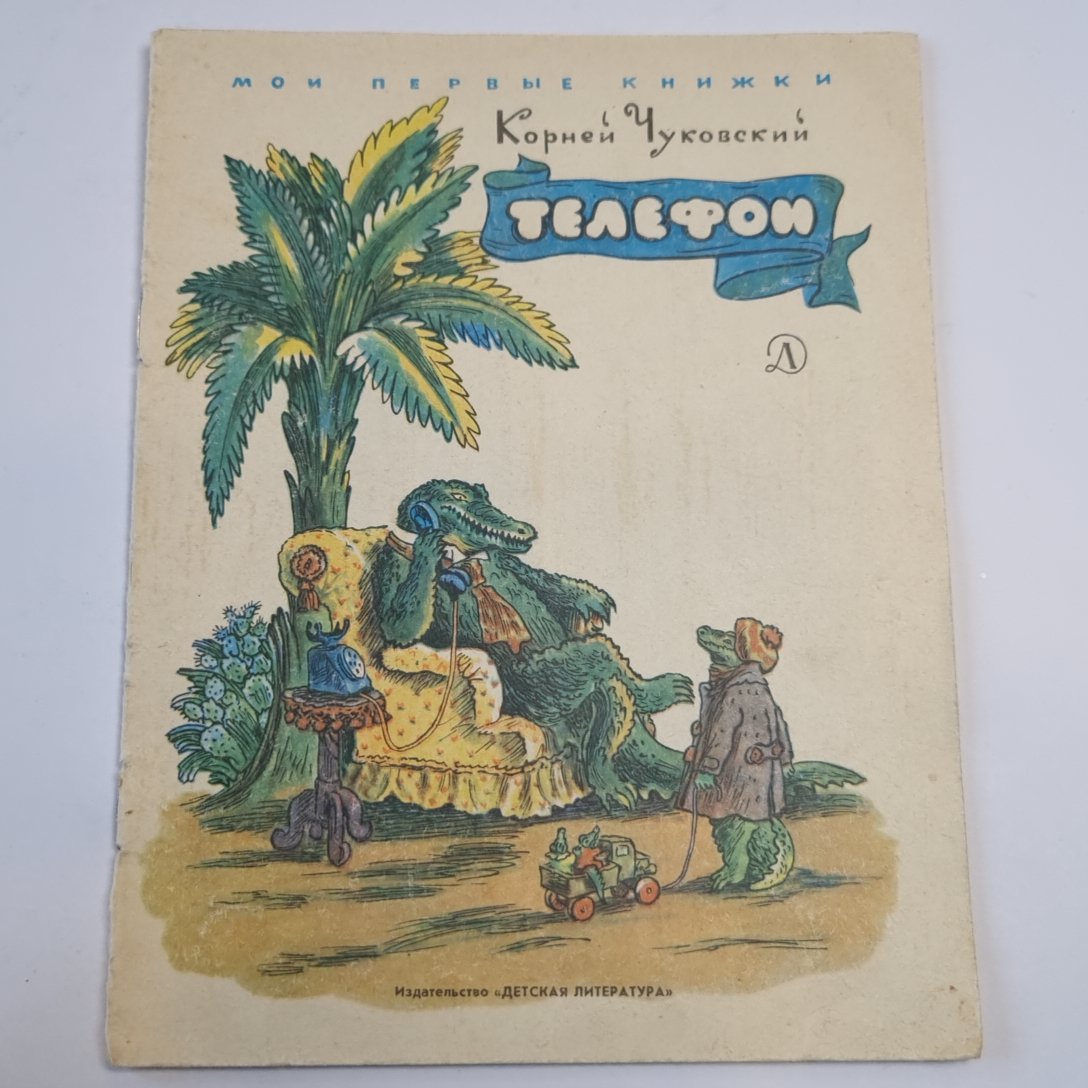 МОИ ПЕРВЫЕ КНИЖКИ
Корней Чуковский
ТЕЛЕФОН
Д
Издательство «ДЕТСКАЯ ЛИТЕРАТУРА»